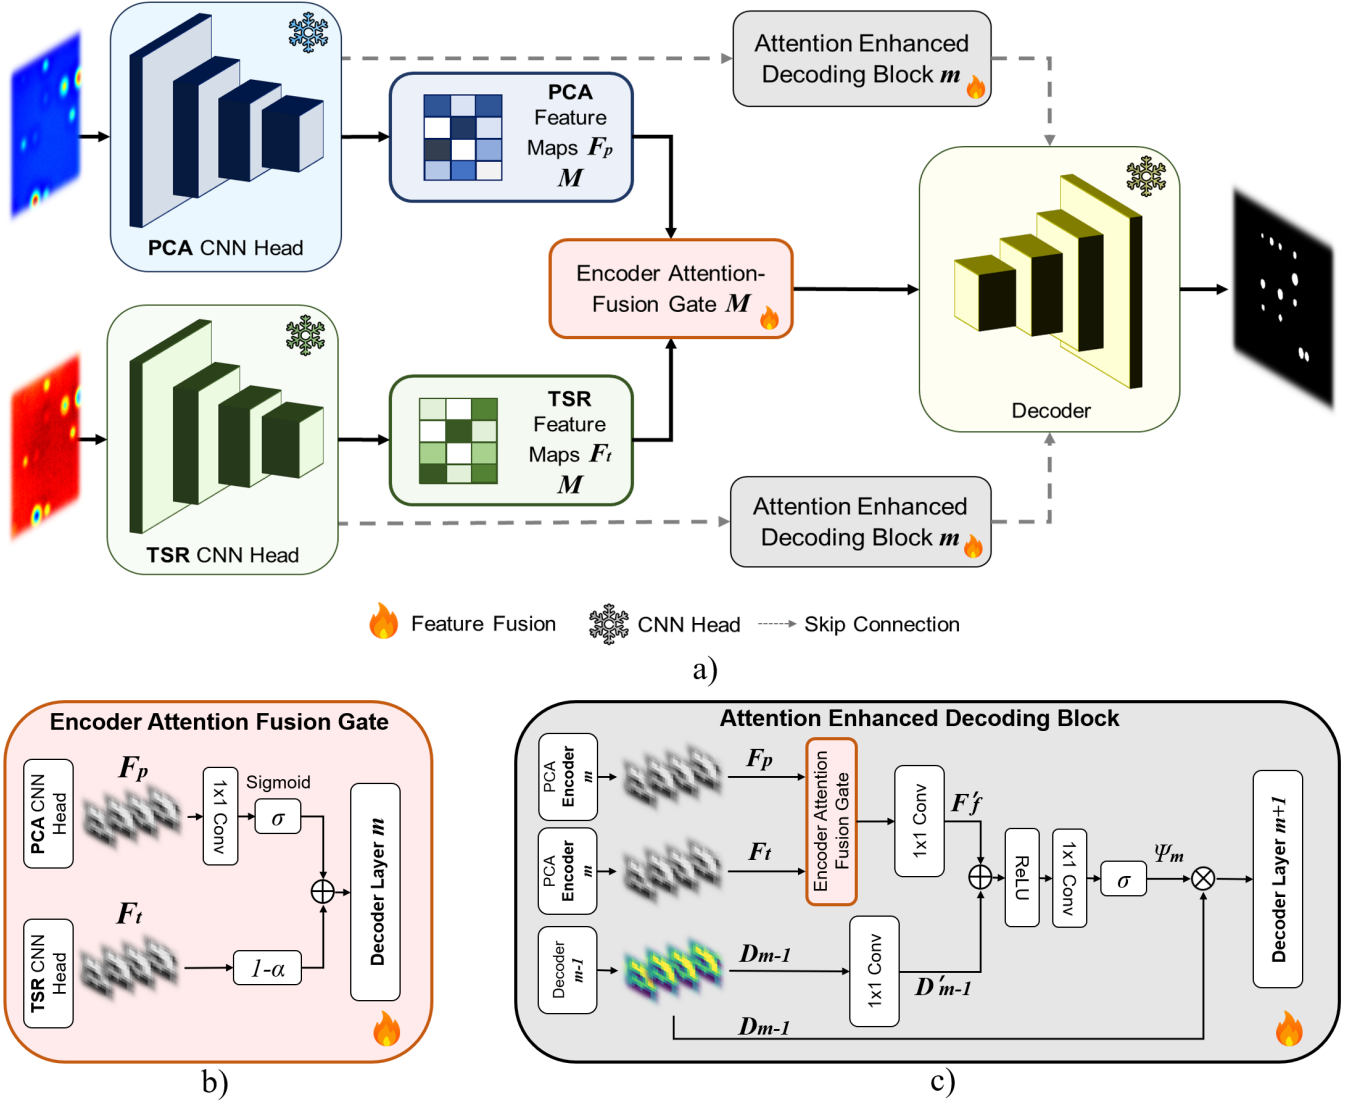 Attention Enhanced
Decoding Block m
PCA
Feature
Maps Fp
M
PCA CNN Head
Encoder Attention-
Fusion Gate M
Decoder
TSR
Feature
Maps Ft
M
TSR CNN Head
Attention Enhanced
Decoding Block m
Feature Fusion
CNN Head
Skip Connection
a)
Encoder Attention Fusion Gate
PCA CNN
Head
Fp
1x1 Conv
Sigmoid
σ
Decoder Layer m
TSR CNN
Head
Ft
1-α
b)
Attention Enhanced Decoding Block
PCA
Encoder
m
Fp
Encoder Attention
Fusion Gate
1x1 Conv
F'f
PCA
Encoder
m
Ft
ReLU
1x1 Conv
σ
Ψm
Decoder Layer m+1
Decoder
m-1
Dm-1
1x1 Conv
D'm-1
Dm-1
c)